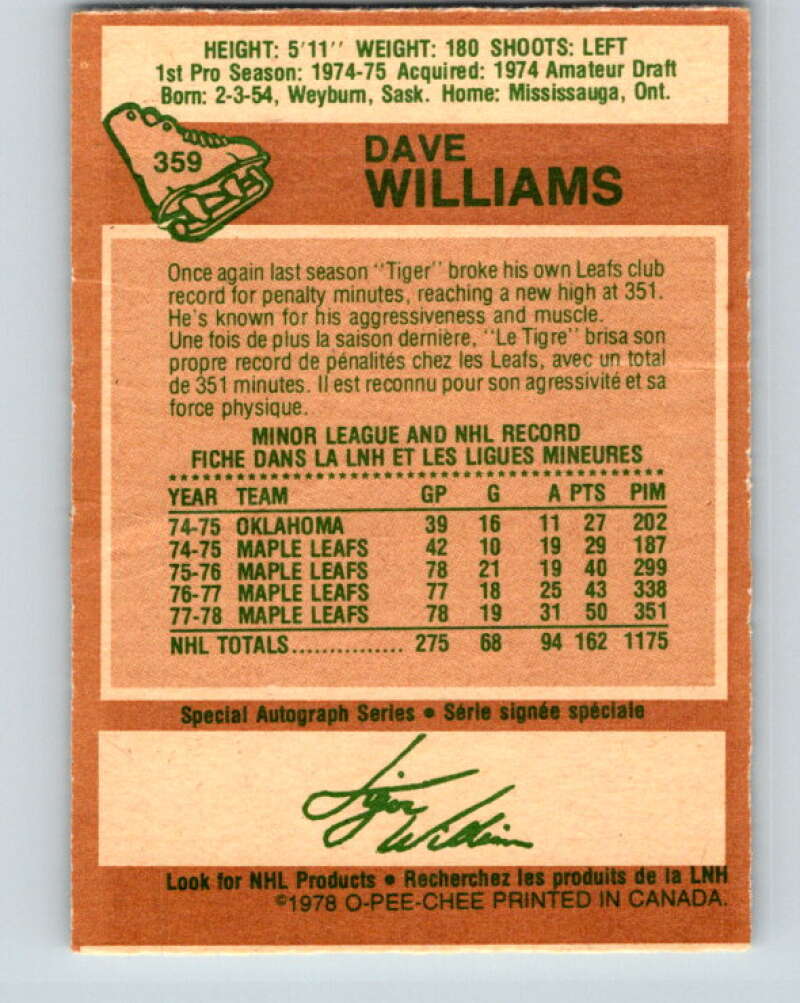 HEIGHT: 5'11'' WEIGHT: 180 SHOOTS: LEFT
1st Pro Season: 1974-75 Acquired: 1974 Amateur Draft
Born: 2-3-54, Weyburn, Sask. Home: Mississauga, Ont.
359
DAVE
WILLIAMS
Once again last season ''Tiger'' broke his own Leafs club
record for penalty minutes, reaching a new high at 351.
He's known for his aggressiveness and muscle.
Une fois de plus la saison dernière, ''Le Tigre'' brisa son
propre record de pénalités chez les Leafs, avec un total
de 351 minutes. Il est reconnu pour son agressivité et sa
force physique.
MINOR LEAGUE AND NHL RECORD
FICHE DANS LA LNH ET LES LIGUES MINEURES
YEAR TEAM GP G A PTS PIM
74-75 OKLAHOMA 39 16 11 27 202
74-75 MAPLE LEAFS 42 10 19 29 187
75-76 MAPLE LEAFS 78 21 19 40 299
76-77 MAPLE LEAFS 77 18 25 43 338
77-78 MAPLE LEAFS 78 19 31 50 351
NHL TOTALS............... 275 68 94 162 1175
Special Autograph Series • Série signée spéciale
Tiger
Williams
Look for NHL Products • Recherchez les produits de la LNH
©1978 O-PEE-CHEE PRINTED IN CANADA.